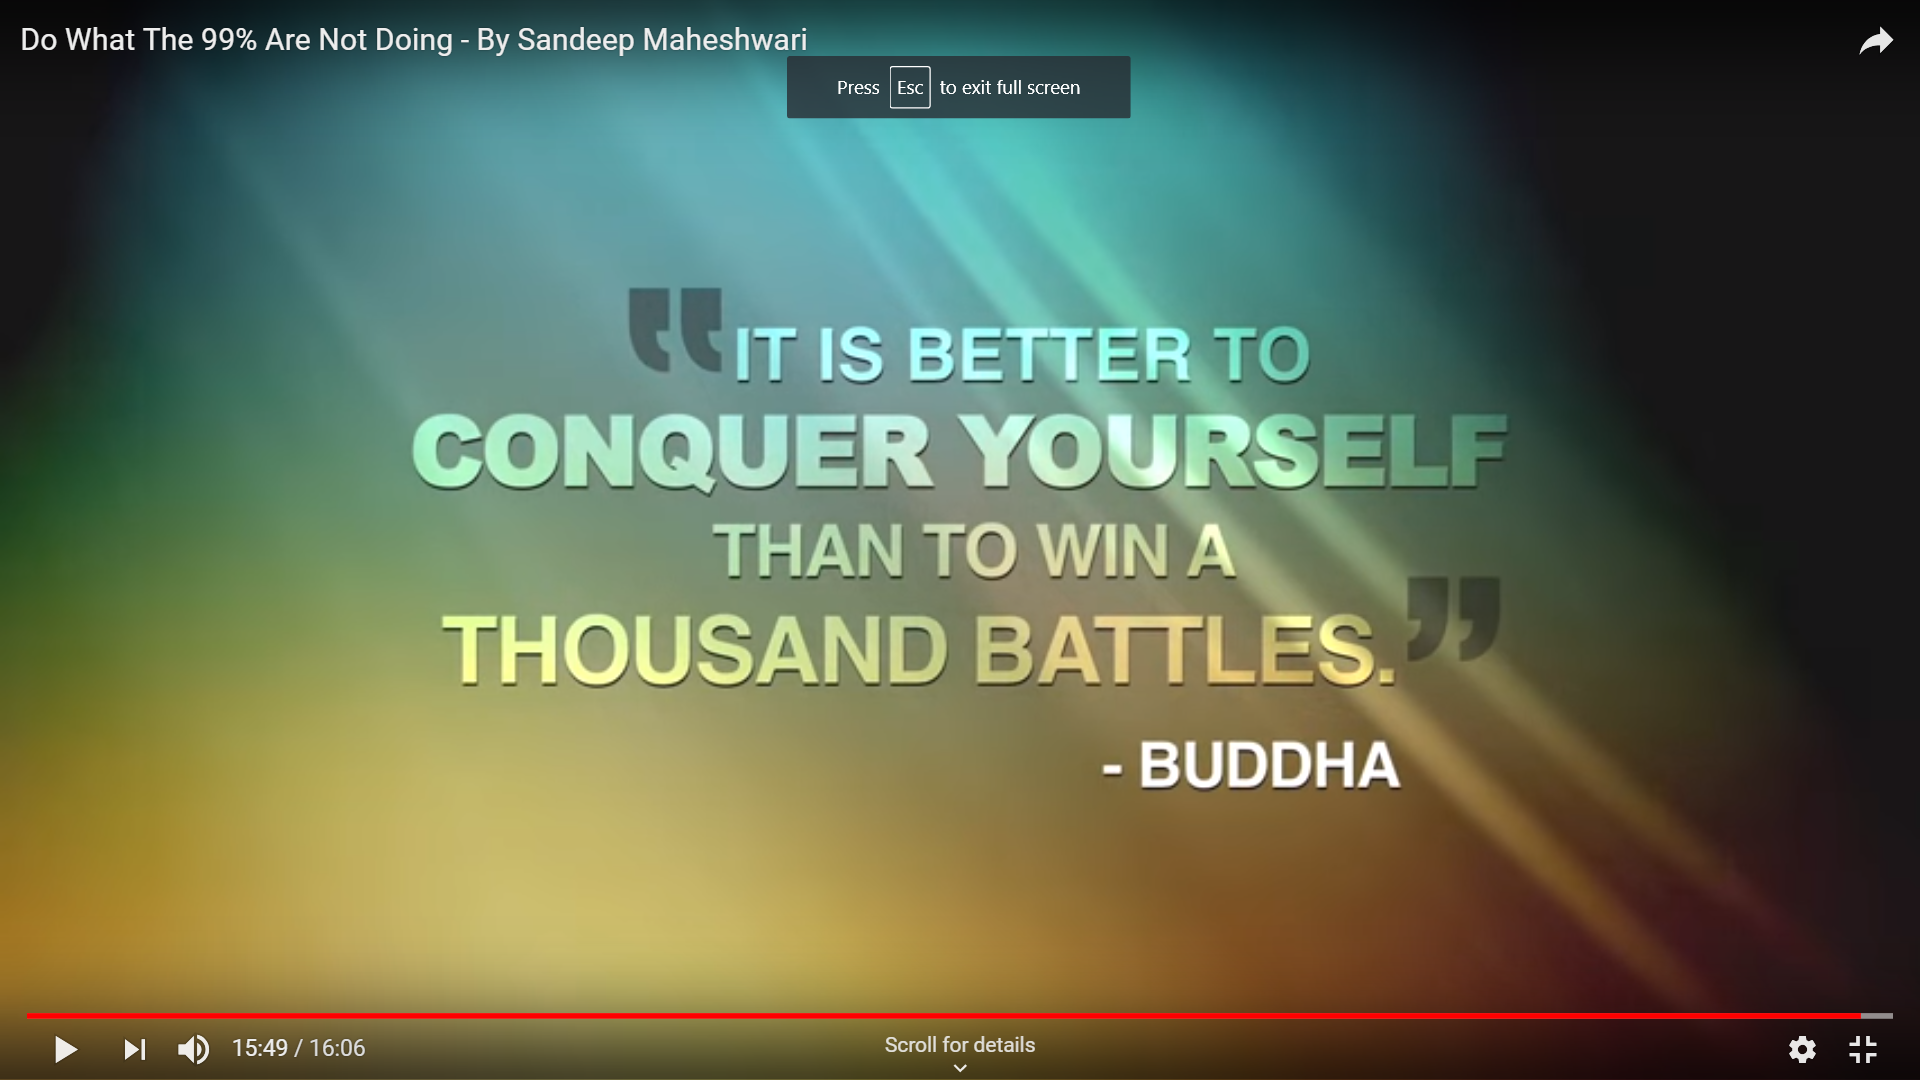 Do What The 99% Are Not Doing - By Sandeep Maheshwari
Press Esc to exit full screen
“IT IS BETTER TO
CONQUER YOURSELF
THAN TO WIN A
THOUSAND BATTLES.”
- BUDDHA
15:49 / 16:06
Scroll for details